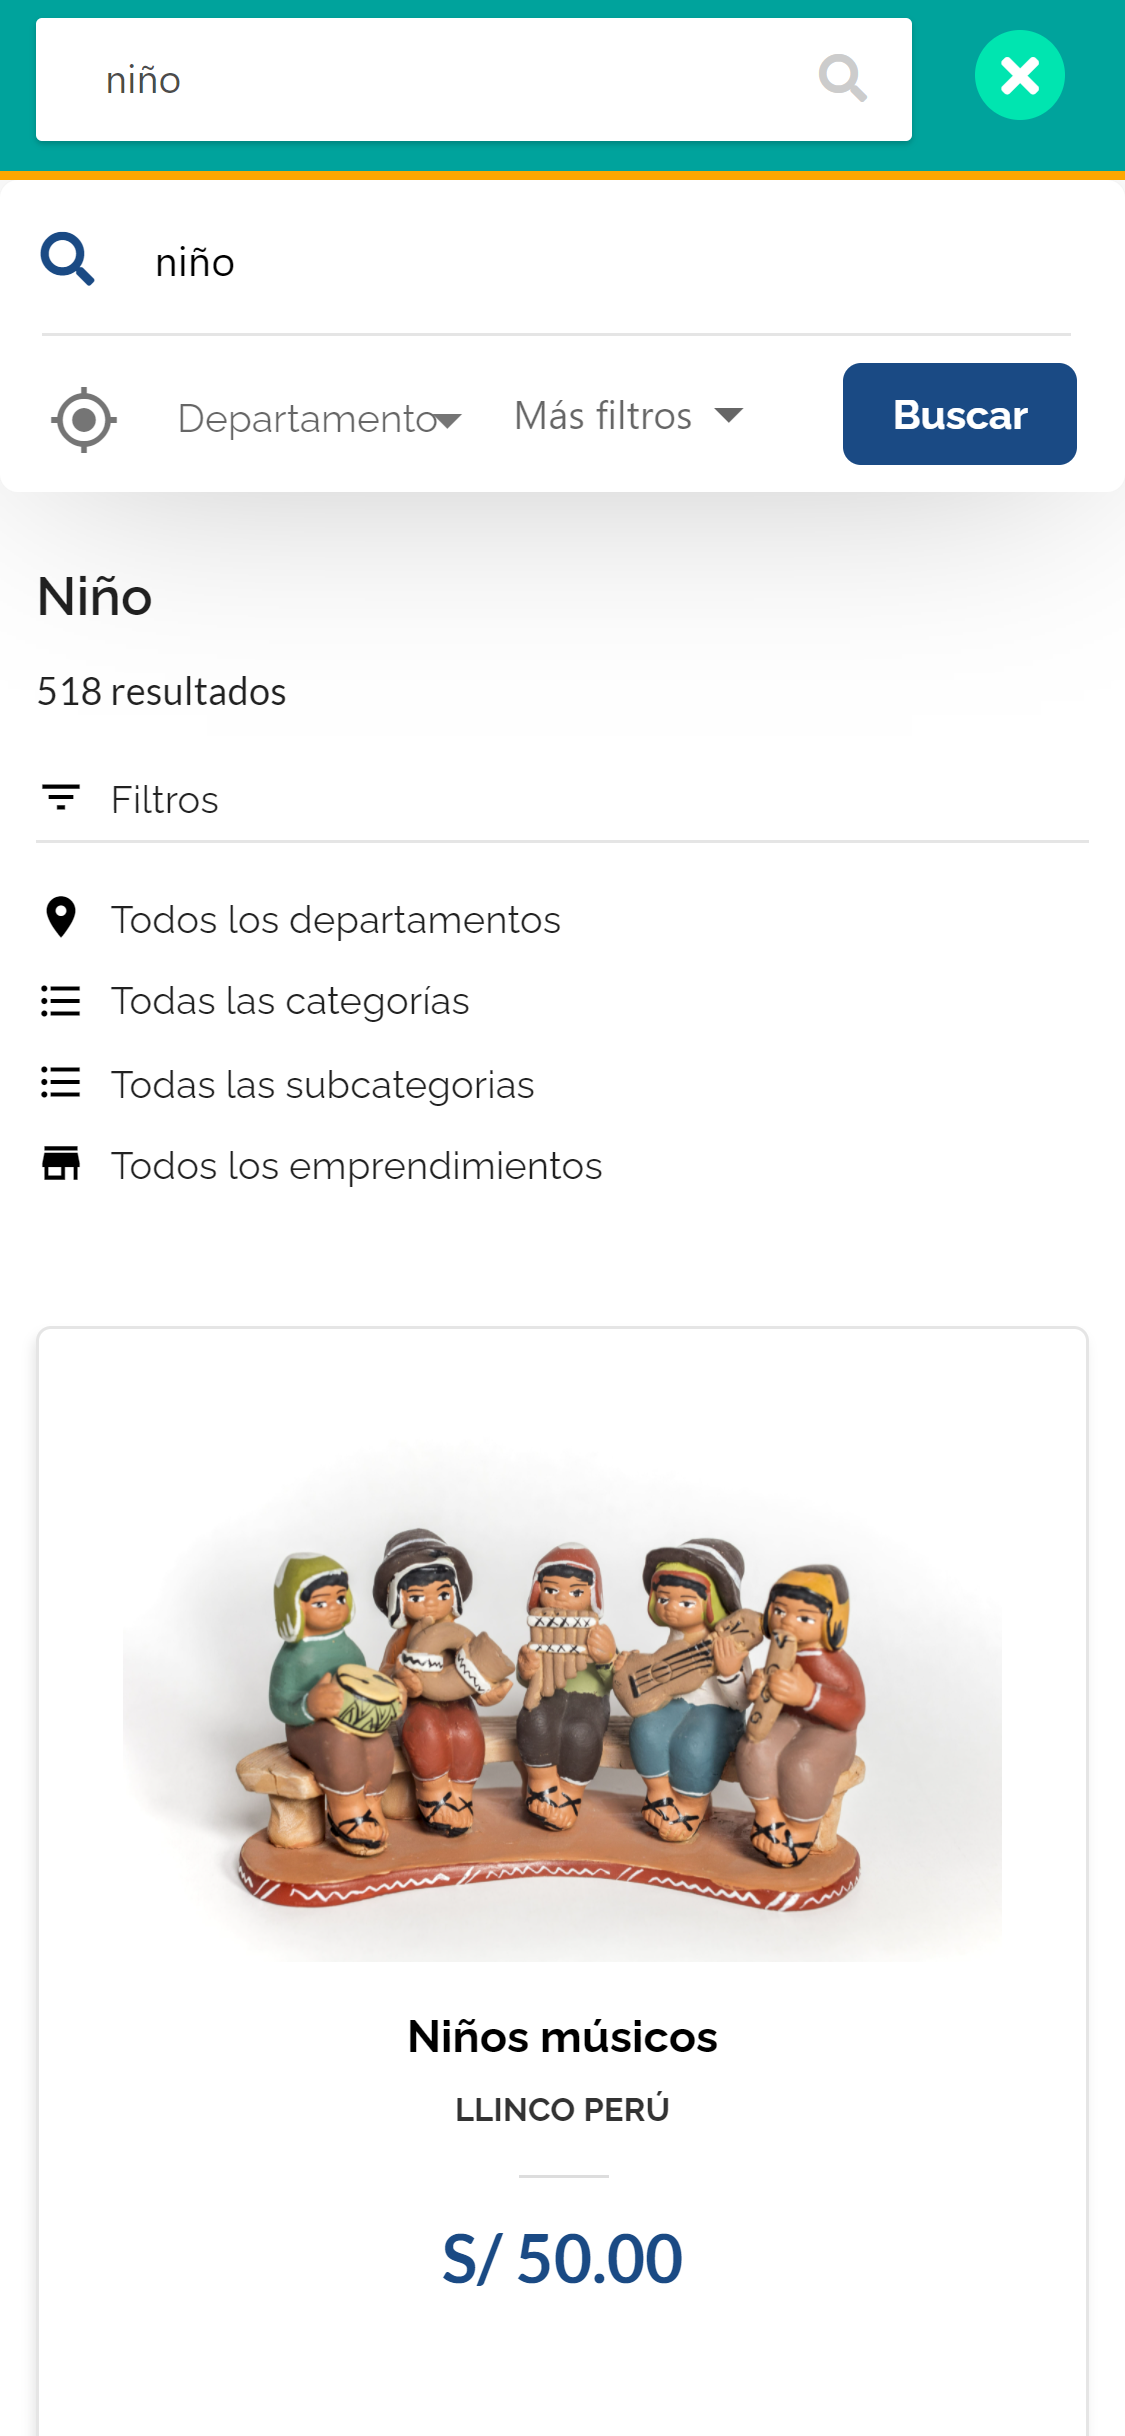 niño
niño
Departamento
Más filtros
Buscar
Niño
518 resultados
Filtros
Todos los departamentos
Todas las categorías
Todas las subcategorias
Todos los emprendimientos
Niños músicos
LLINCO PERÚ
S/ 50.00